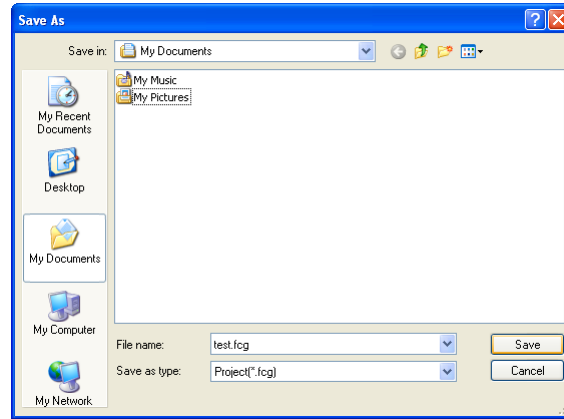 Save As
Save in:
My Documents
My Recent
Documents
Desktop
My Documents
My Computer
My Network
My Music
My Pictures
File name:
test.fcg
Save
Save as type:
Project(*.fcg)
Cancel